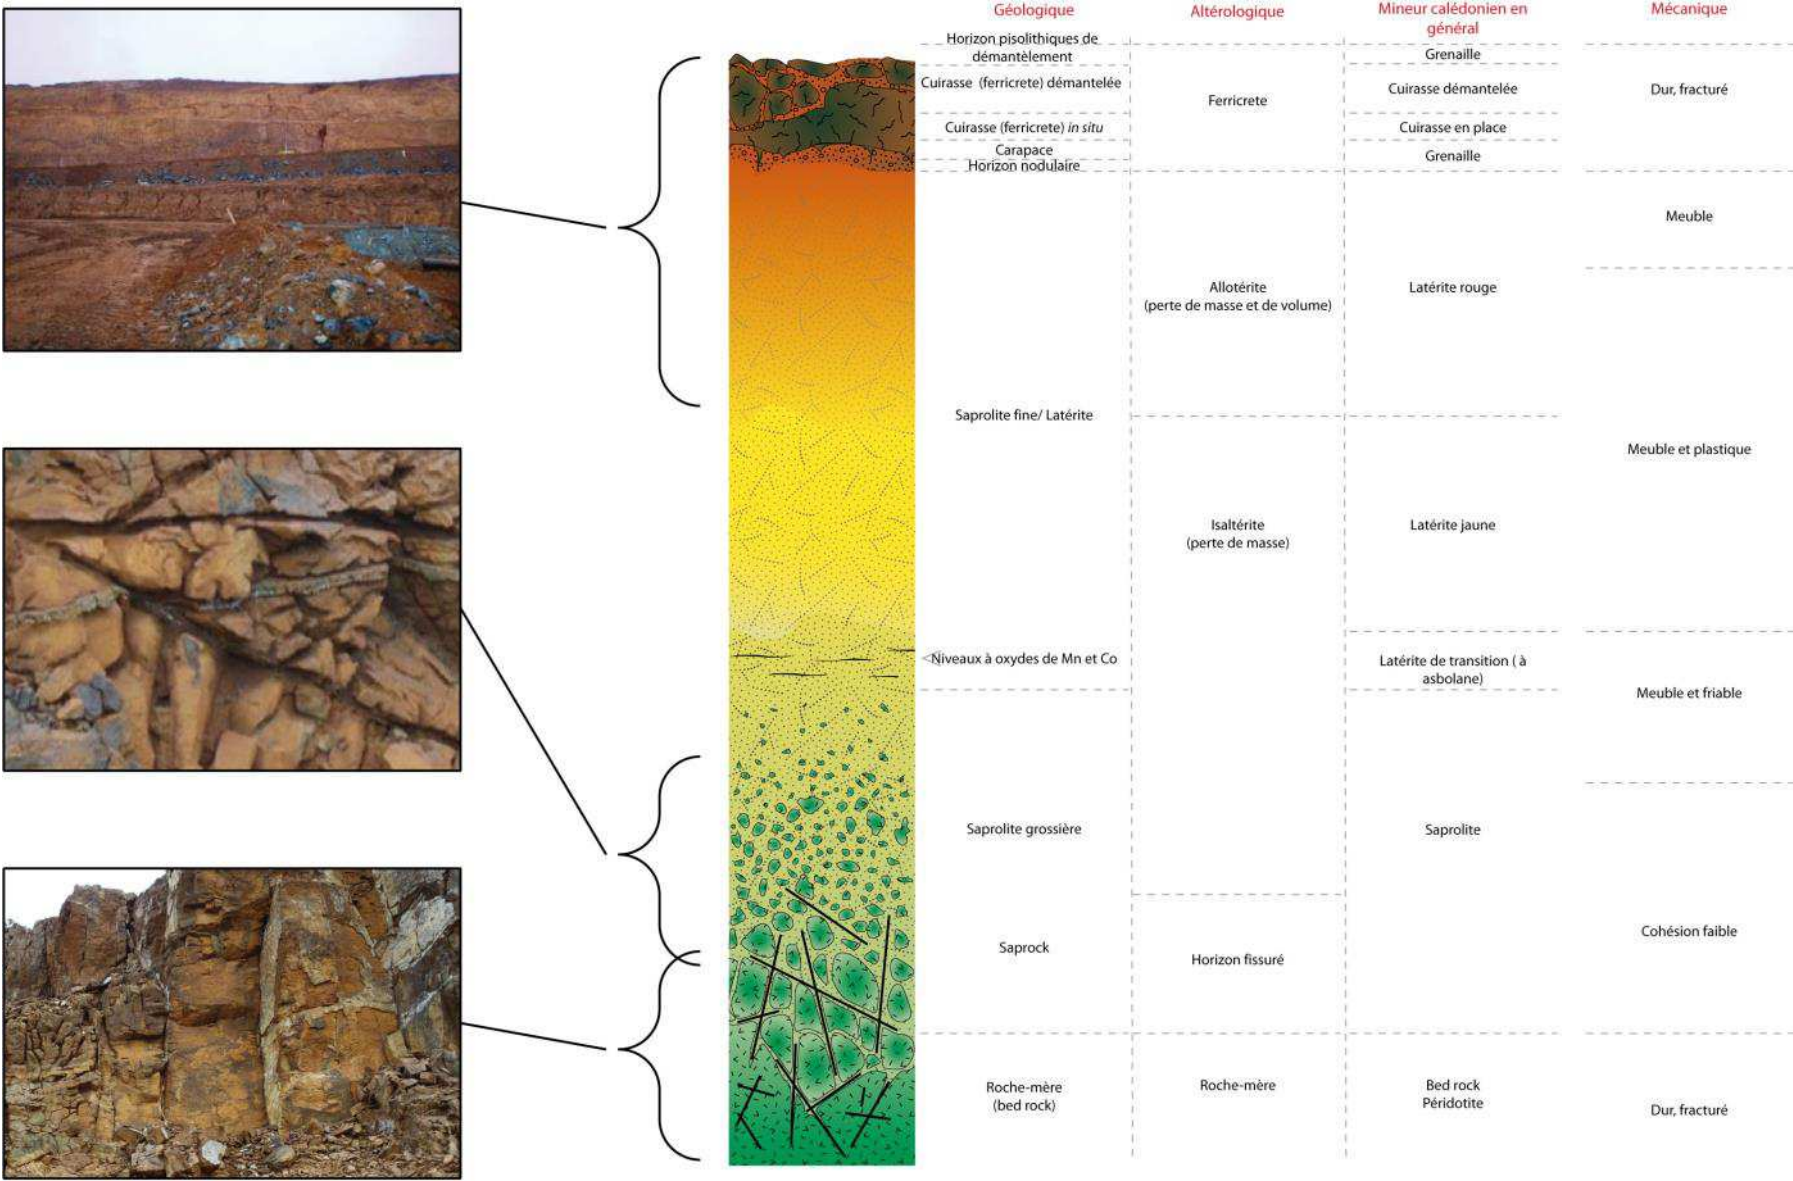 Géologique
Altérologique
Mineur calédonien en
général
Mécanique
Horizon pisolithiques de
démantèlement
Cuirasse (ferricrete) démantelée
Cuirasse (ferricrete) in situ
Carapace
Horizon nodulaire
Saprolite fine/ Latérite
Niveaux à oxydes de Mn et Co
Saprolite grossière
Saprock
Roche-mère
(bed rock)
Ferricrete
Allotérite
(perte de masse et de volume)
Isaltérite
(perte de masse)
Horizon fissuré
Roche-mère
Grenaille
Cuirasse démantelée
Cuirasse en place
Grenaille
Latérite rouge
Latérite jaune
Latérite de transition ( à
asbolane)
Saprolite
Bed rock
Péridotite
Dur, fracturé
Meuble
Meuble et plastique
Meuble et friable
Cohésion faible
Dur, fracturé